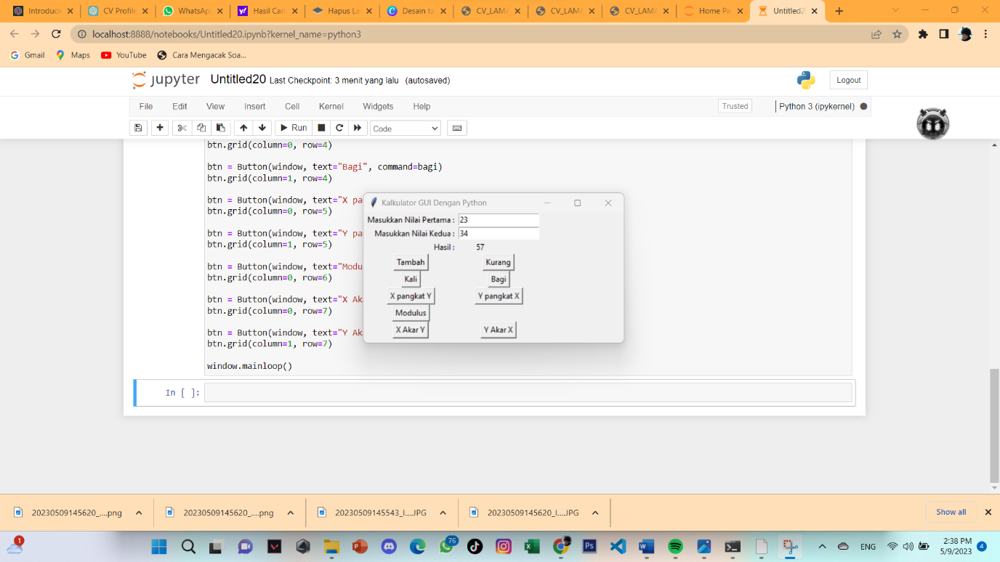 Introduci
CV Profile
WhatsAp
Hasil Cari
Hapus La
Desain ta
CV_LAMA
CV_LAMA
CV_LAMA
Home Pa
Untitled2
localhost:8888/notebooks/Untitled20.ipynb?kernel_name=python3
Gmail Maps YouTube Cara Mengacak Soa...
jupyter Untitled20 Last Checkpoint: 3 menit yang lalu (autosaved) Logout
File Edit View Insert Cell Kernel Widgets Help Trusted Python 3 (ipykernel)
Run Code
btn.grid(column=0, row=4)
btn = Button(window, text="Bagi", command=bagi)
btn.grid(column=1, row=4)
btn = Button(window, text="X pa
btn.grid(column=0, row=5)
btn = Button(window, text="Y pa
btn.grid(column=1, row=5)
btn = Button(window, text="Modu
btn.grid(column=0, row=6)
btn = Button(window, text="X Ak
btn.grid(column=0, row=7)
btn = Button(window, text="Y Ak
btn.grid(column=1, row=7)
window.mainloop()
Kalkulator GUI Dengan Python
Masukkan Nilai Pertama : 23
Masukkan Nilai Kedua : 34
Hasil : 57
Tambah Kurang
Kali Bagi
X pangkat Y Y pangkat X
Modulus
X Akar Y Y Akar X
In [ ]:
20230509145620_....png
20230509145620_....png
20230509145543_I....JPG
20230509145620_I....JPG
Show all
1
76
ENG
2:38 PM
5/9/2023
4